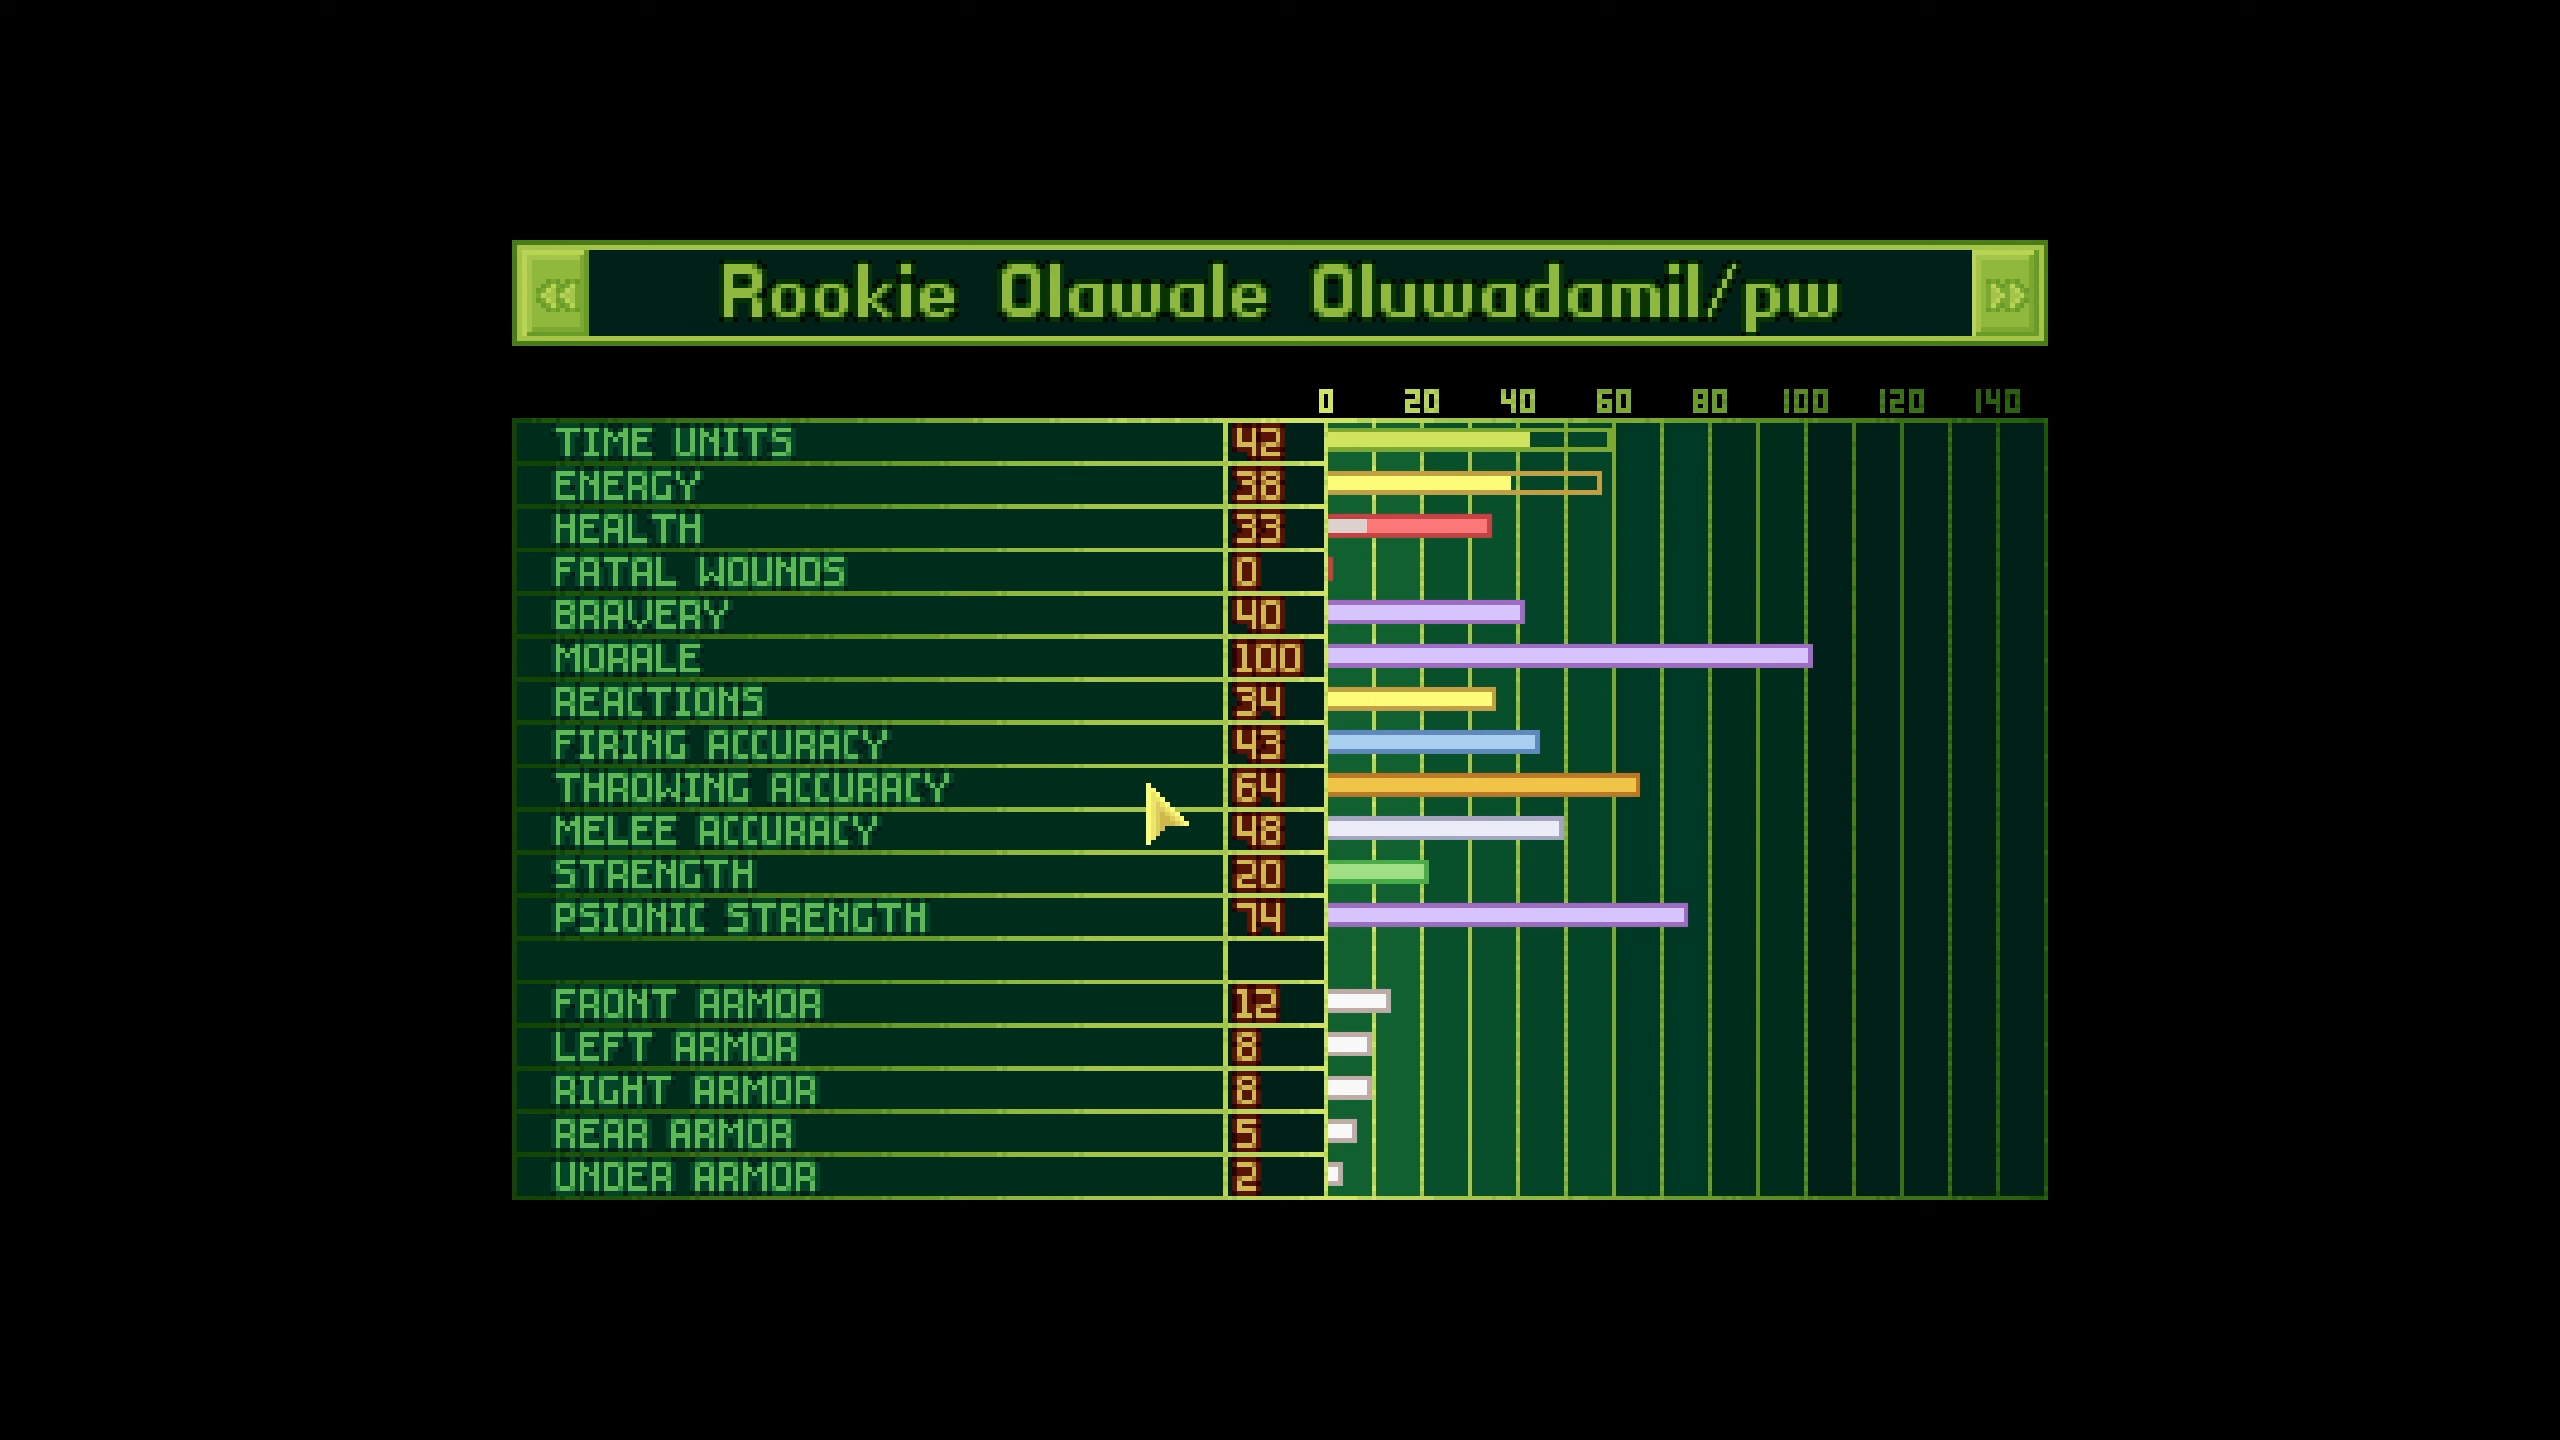 Rookie Olawale Oluwadamil/pw
0 20 40 60 80 100 120 140
TIME UNITS 42
ENERGY 38
HEALTH 33
FATAL WOUNDS 0
BRAVERY 40
MORALE 100
REACTIONS 34
FIRING ACCURACY 43
THROWING ACCURACY 64
MELEE ACCURACY 48
STRENGTH 20
PSIONIC STRENGTH 74
FRONT ARMOR 12
LEFT ARMOR 8
RIGHT ARMOR 8
REAR ARMOR 5
UNDER ARMOR 2